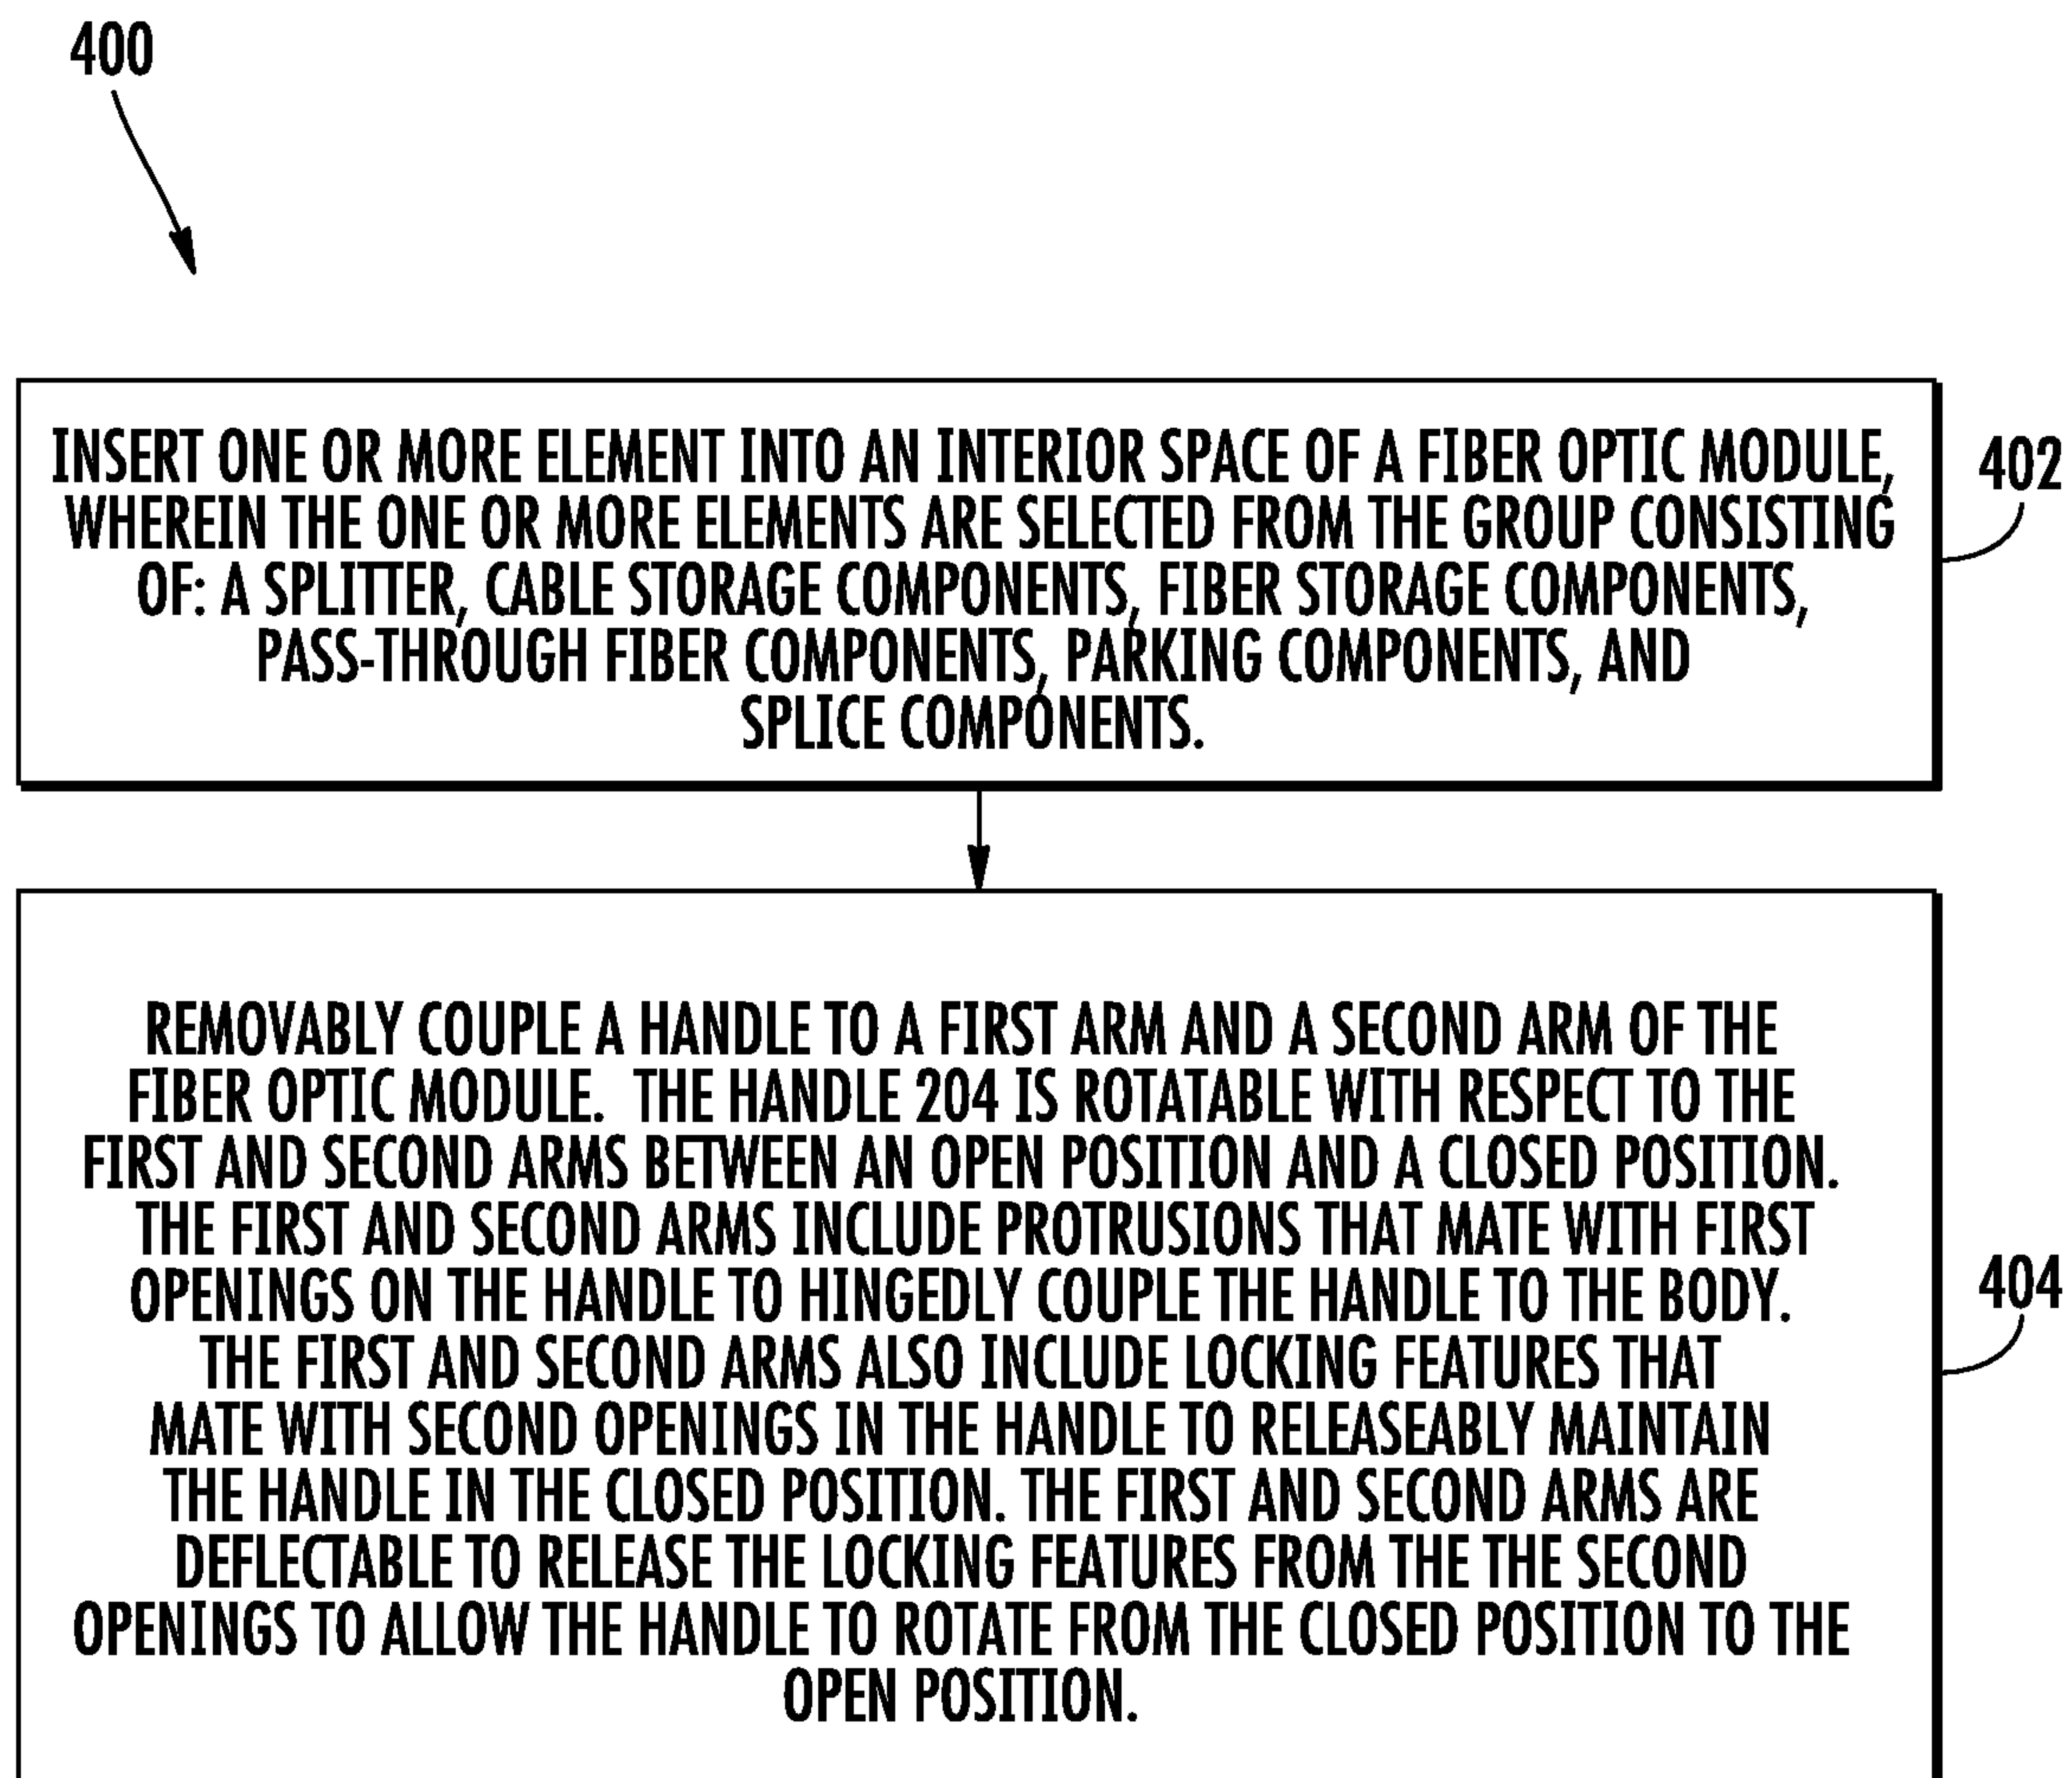 400
INSERT ONE OR MORE ELEMENT INTO AN INTERIOR SPACE OF A FIBER OPTIC MODULE,
WHEREIN THE ONE OR MORE ELEMENTS ARE SELECTED FROM THE GROUP CONSISTING
OF: A SPLITTER, CABLE STORAGE COMPONENTS, FIBER STORAGE COMPONENTS,
PASS-THROUGH FIBER COMPONENTS, PARKING COMPONENTS, AND
SPLICE COMPONENTS.
402
REMOVABLY COUPLE A HANDLE TO A FIRST ARM AND A SECOND ARM OF THE
FIBER OPTIC MODULE. THE HANDLE 204 IS ROTATABLE WITH RESPECT TO THE
FIRST AND SECOND ARMS BETWEEN AN OPEN POSITION AND A CLOSED POSITION.
THE FIRST AND SECOND ARMS INCLUDE PROTRUSIONS THAT MATE WITH FIRST
OPENINGS ON THE HANDLE TO HINGEDLY COUPLE THE HANDLE TO THE BODY.
THE FIRST AND SECOND ARMS ALSO INCLUDE LOCKING FEATURES THAT
MATE WITH SECOND OPENINGS IN THE HANDLE TO RELEASEABLY MAINTAIN
THE HANDLE IN THE CLOSED POSITION. THE FIRST AND SECOND ARMS ARE
DEFLECTABLE TO RELEASE THE LOCKING FEATURES FROM THE THE SECOND
OPENINGS TO ALLOW THE HANDLE TO ROTATE FROM THE CLOSED POSITION TO THE
OPEN POSITION.
404